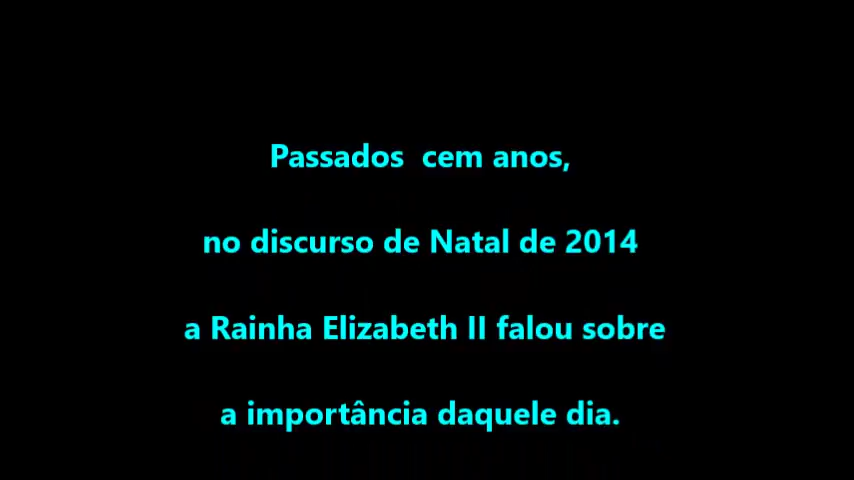 Passados cem anos,
no discurso de Natal de 2014
a Rainha Elizabeth II falou sobre
a importância daquele dia.